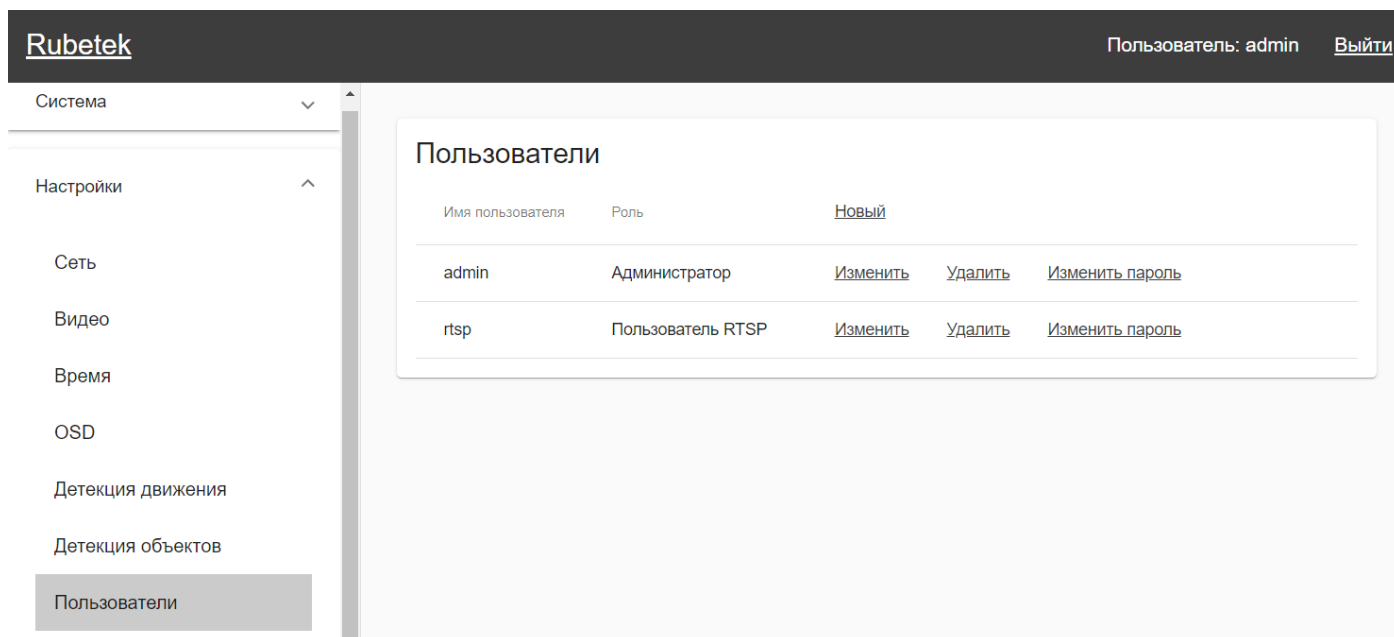 Rubetek
Пользователь: admin Выйти
Система
Настройки
Сеть
Видео
Время
OSD
Детекция движения
Детекция объектов
Пользователи
Пользователи
Имя пользователя Роль Новый
admin Администратор Изменить Удалить Изменить пароль
rtsp Пользователь RTSP Изменить Удалить Изменить пароль